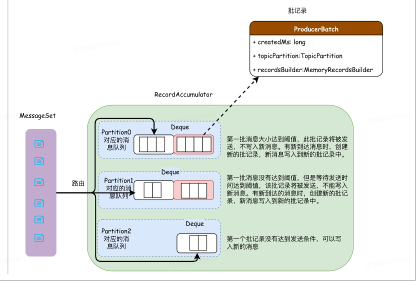 批记录
ProducerBatch
+ createdMs: long
+ topicPartition:TopicPartition
+ recordsBuilder:MemoryRecordsBuilder
RecordAccumulator
MessageSet
路由
Partition0
对应的消
息队列
Deque
第一批消息大小达到阈值，此批记录将被发
送，不写入新消息。有新到达消息时，创建
新的批记录，新消息写入到新的批记录中。
Partition1
对应的消
息队列
Deque
第一批消息没有达到阈值，但是等待发送时
间达到阈值，该批记录将被发送，不能写入
新消息。有新到达的消息时，创建新的批记
录，新消息写入到新的批记录中。
Partition2
对应的消
息队列
Deque
第一个批记录没有达到发送条件，可以写
入新的消息